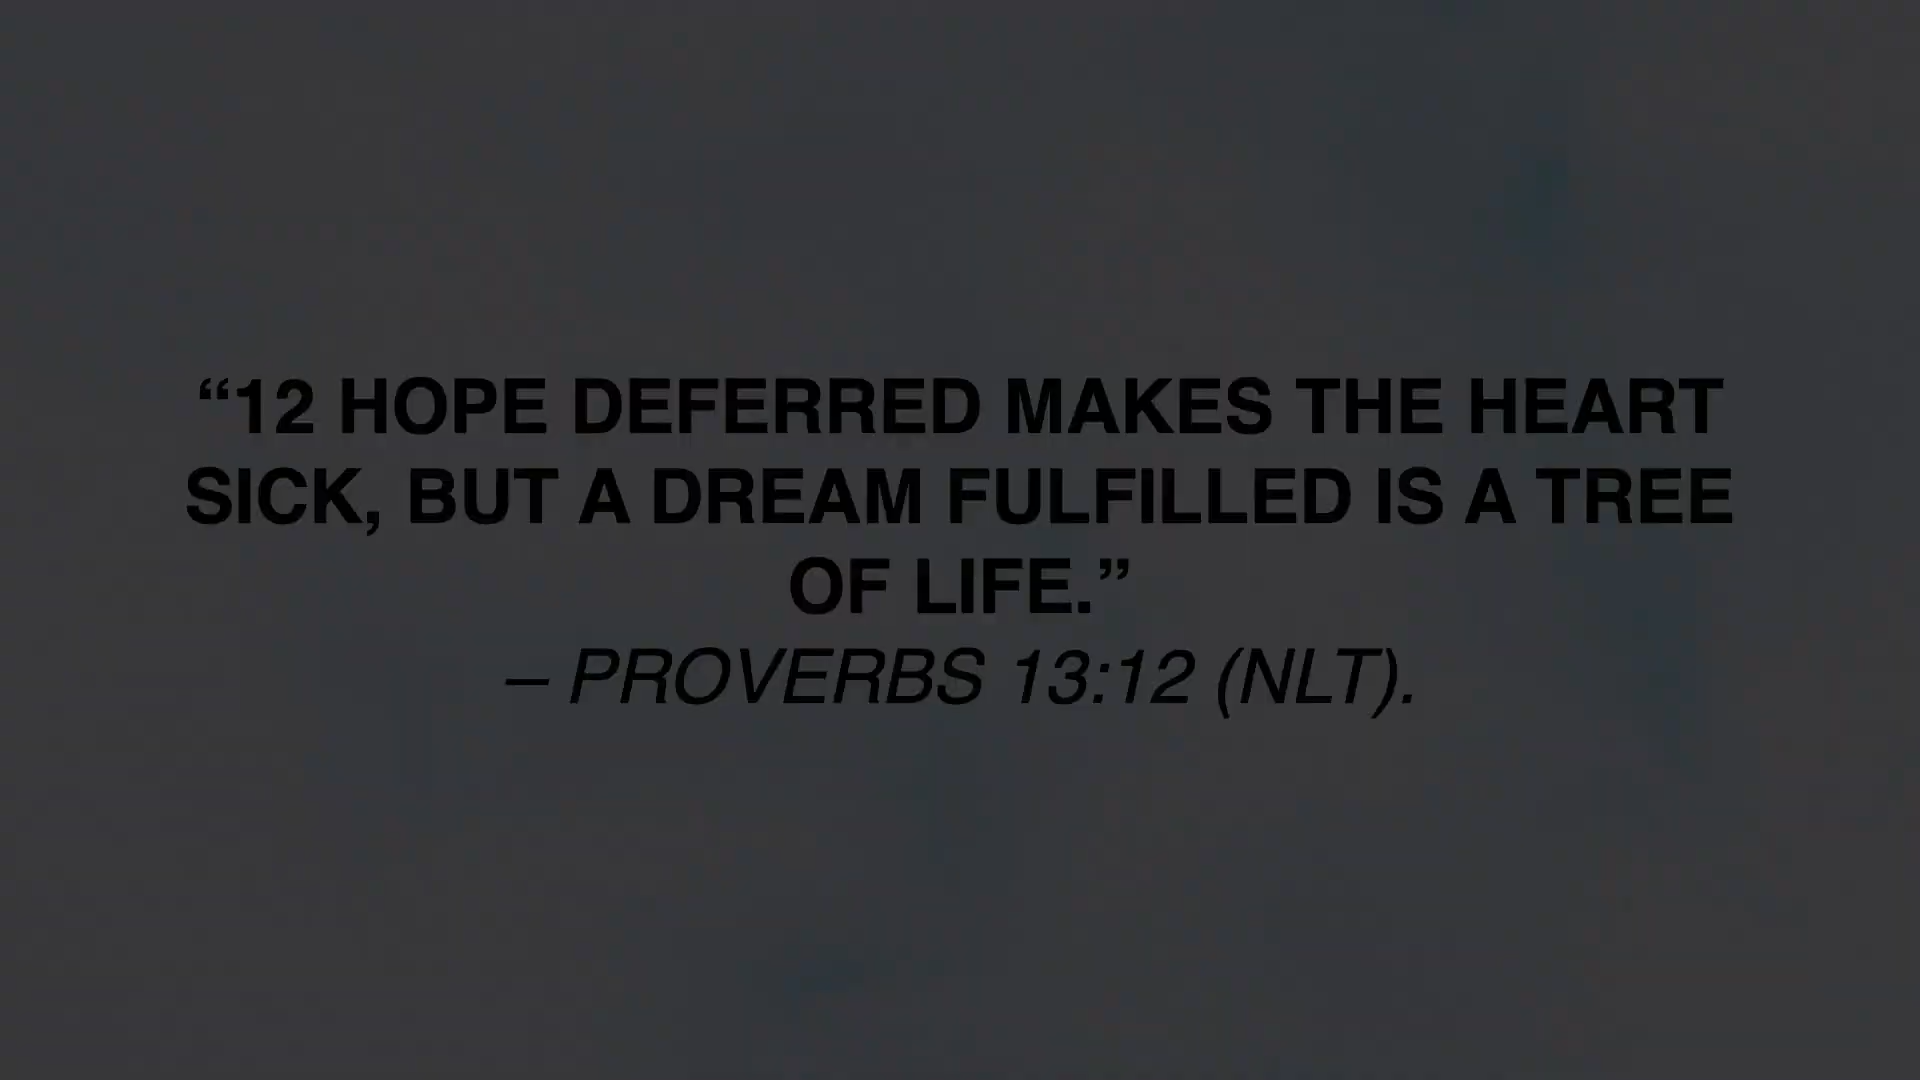 “12 HOPE DEFERRED MAKES THE HEART
SICK, BUT A DREAM FULFILLED IS A TREE
OF LIFE.”
– PROVERBS 13:12 (NLT).